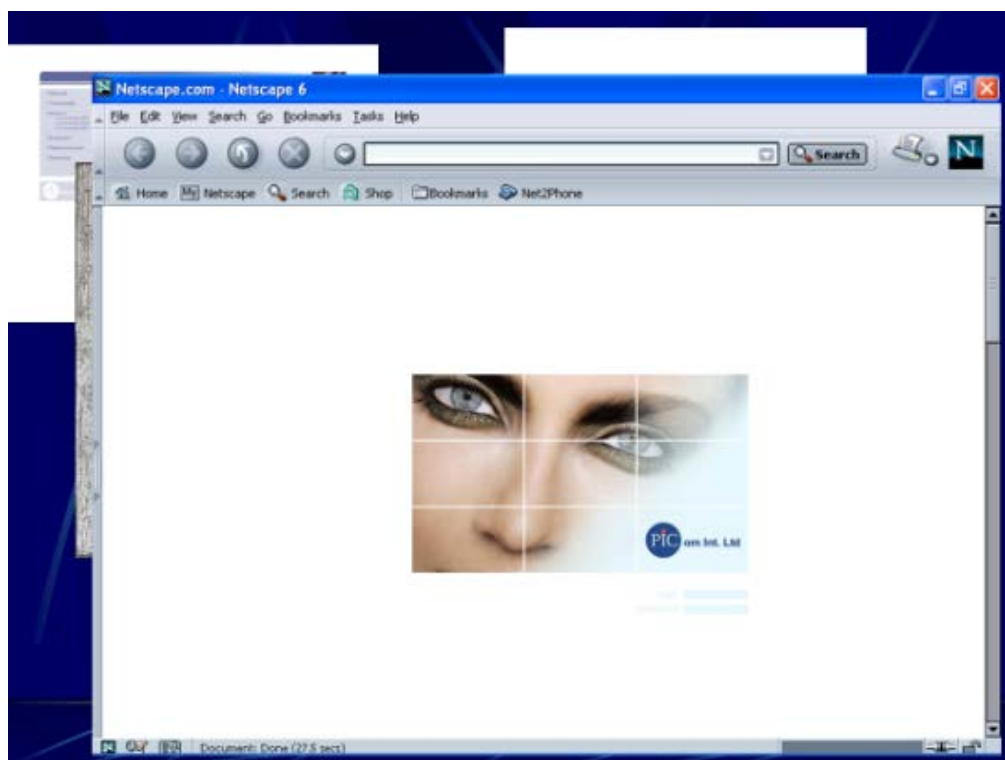 Netscape.com - Netscape 6
File Edit View Search Go Bookmarks Tasks Help
Search
N
Home My Netscape Search Shop Bookmarks Net2Phone
PiC om Int. Ltd
Document: Done (27.5 secs)